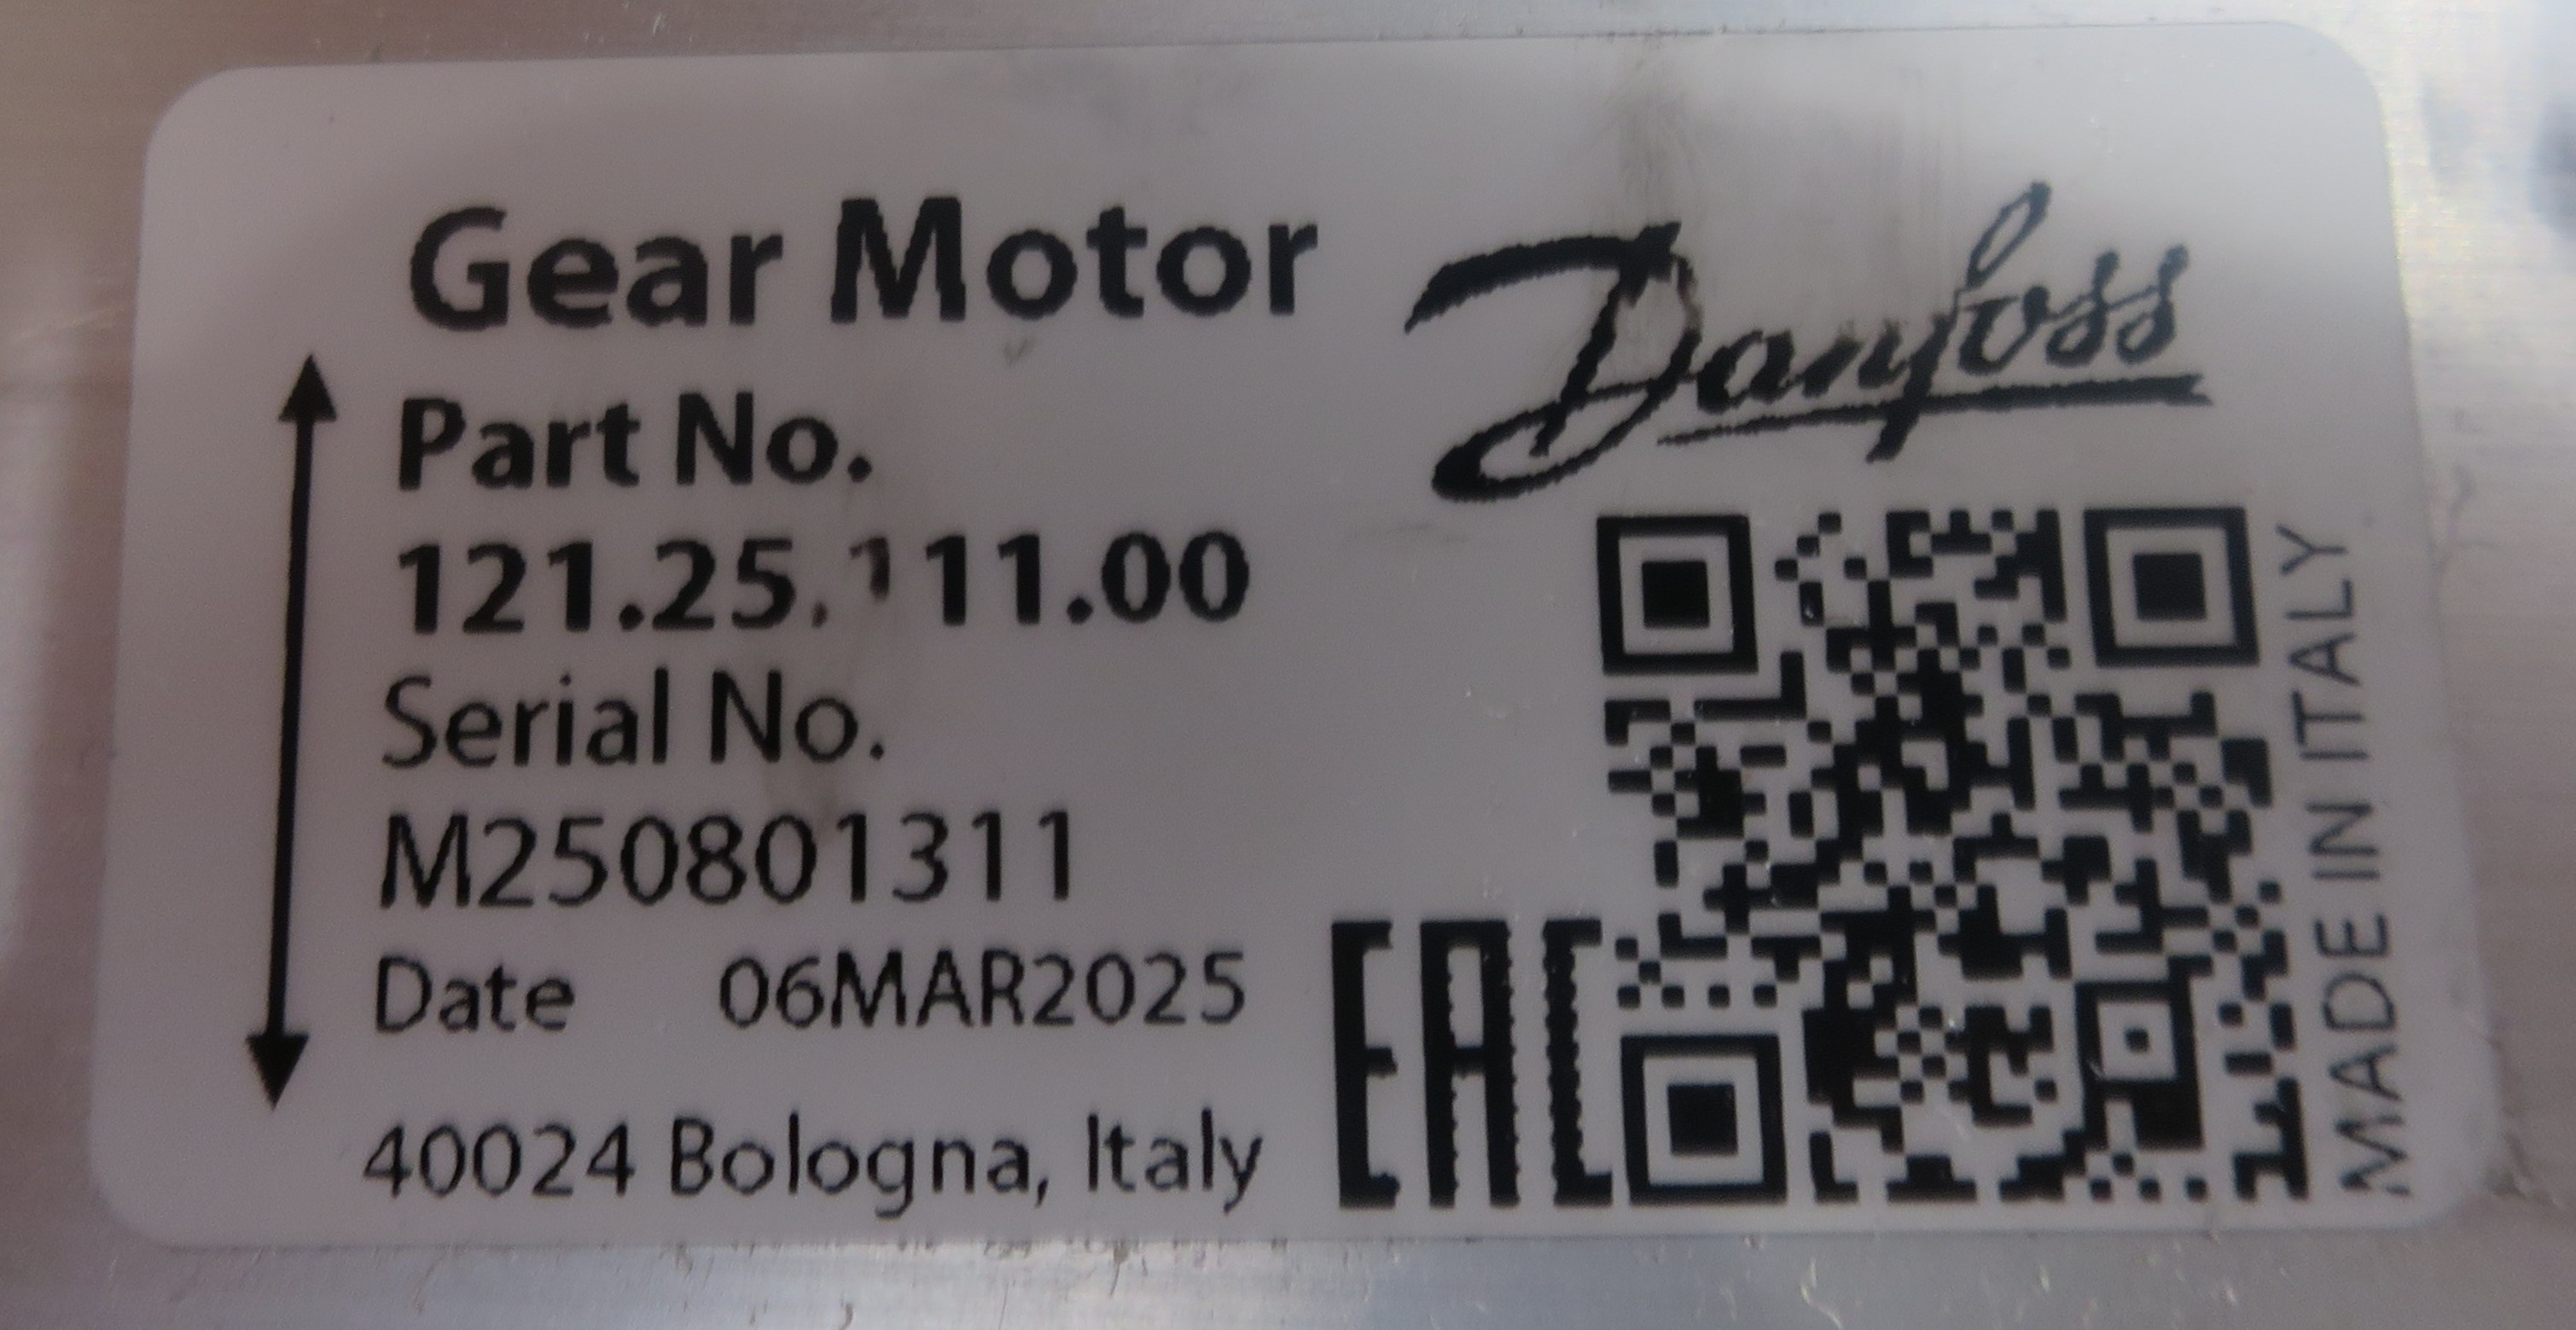 Gear Motor
Danfoss
Part No.
121.25.111.00
Serial No.
M250801311
Date 06MAR2025
40024 Bologna, Italy
EAC
MADE IN ITALY